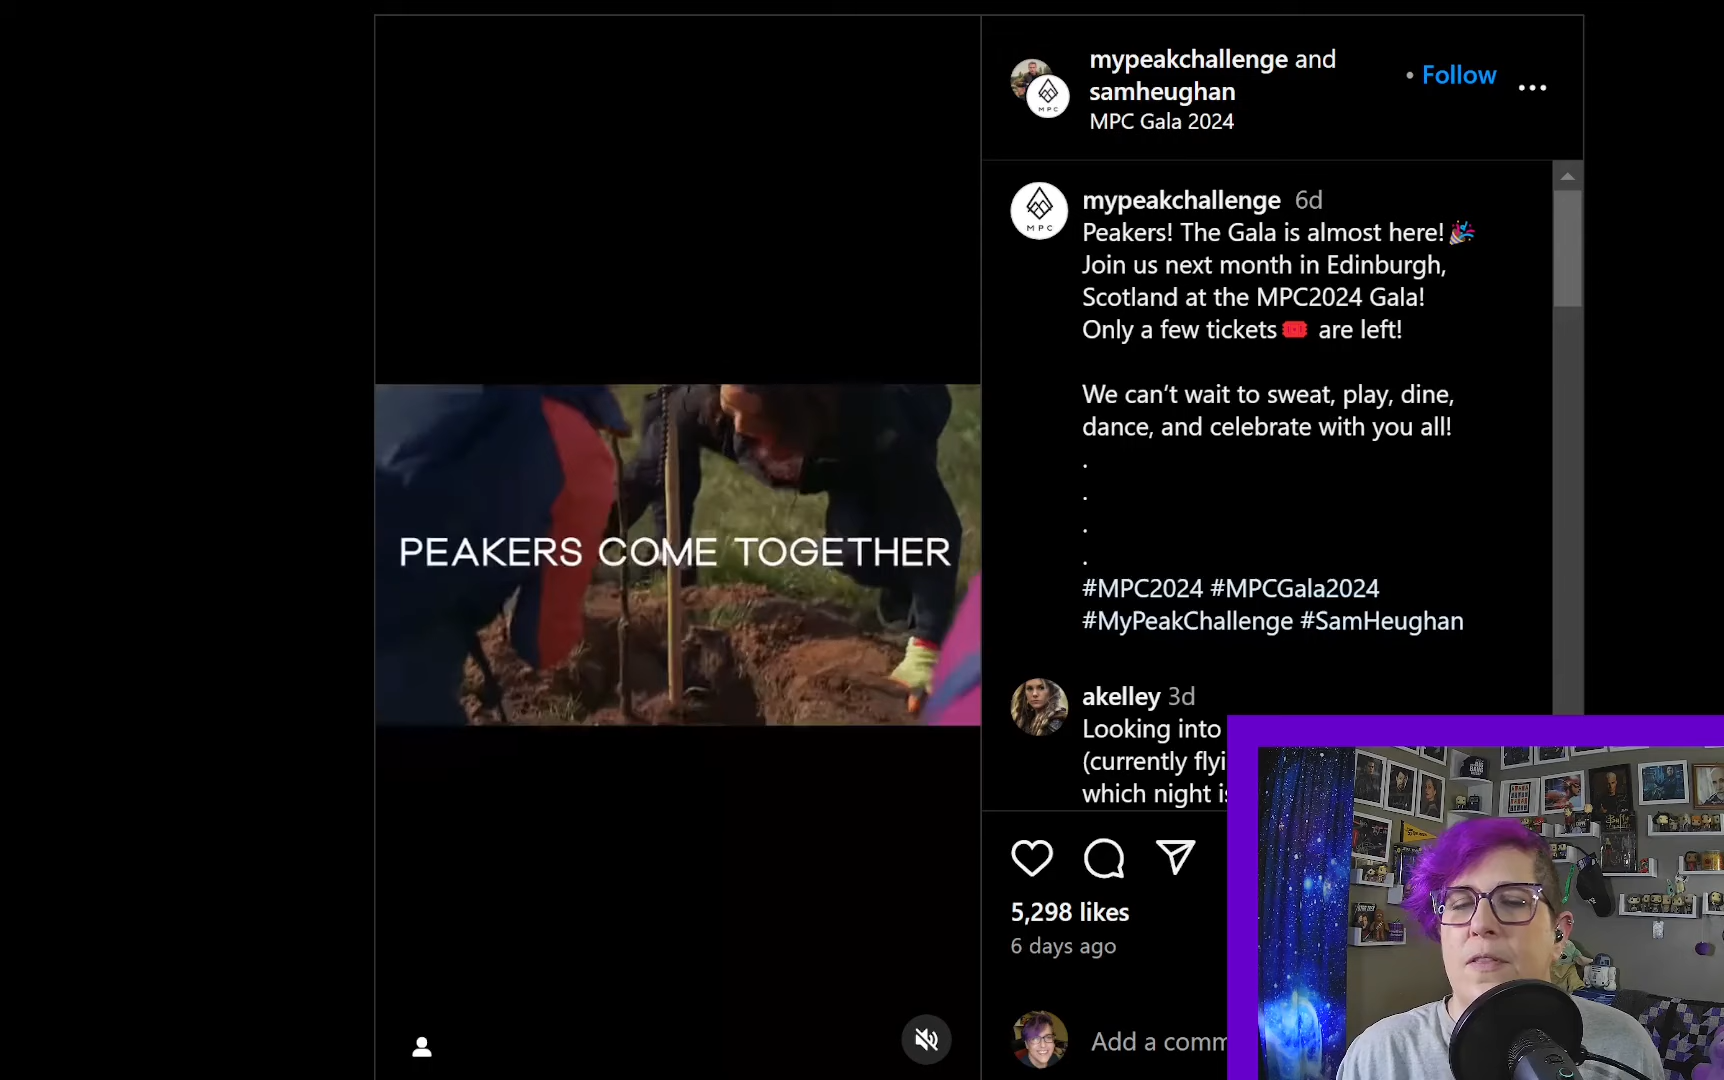 mypeakchallenge and
samheughan
MPC Gala 2024
• Follow
MPC
mypeakchallenge 6d
Peakers! The Gala is almost here!🎉
Join us next month in Edinburgh,
Scotland at the MPC2024 Gala!
Only a few tickets🎟️ are left!
We can‘t wait to sweat, play, dine,
dance, and celebrate with you all!
.
.
.
.
#MPC2024 #MPCGala2024
#MyPeakChallenge #SamHeughan
MPC
akelley 3d
Looking into
(currently flyi
which night is
5,298 likes
6 days ago
Add a comm
PEAKERS COME TOGETHER